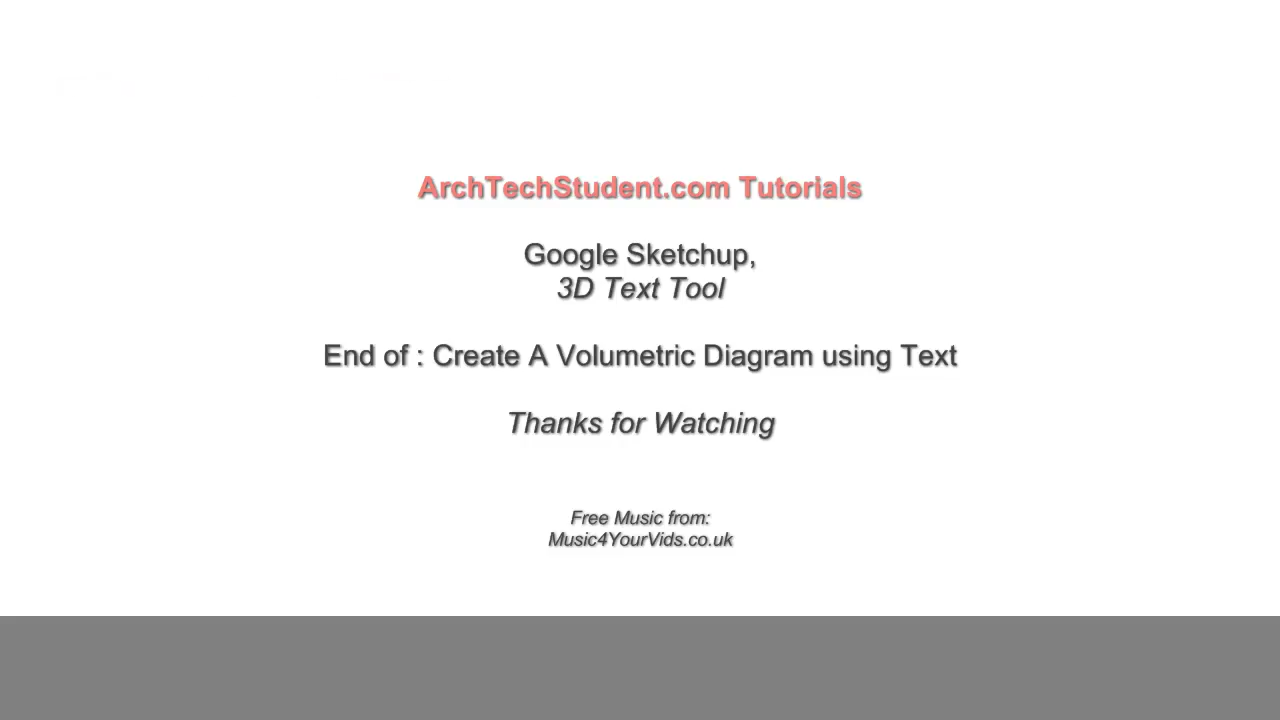 ArchTechStudent.com Tutorials
Google Sketchup,
3D Text Tool
End of : Create A Volumetric Diagram using Text
Thanks for Watching
Free Music from:
Music4YourVids.co.uk